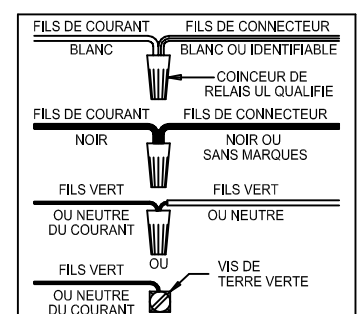 FILS DE COURANT FILS DE CONNECTEUR
BLANC BLANC OU IDENTIFIABLE
COINCEUR DE
RELAIS UL QUALIFIE
FILS DE COURANT FILS DE CONNECTEUR
NOIR NOIR OU
SANS MARQUES
FILS VERT FILS VERT
OU NEUTRE OU NEUTRE
DU COURANT
OU
FILS VERT VIS DE
TERRE VERTE
OU NEUTRE
DU COURANT